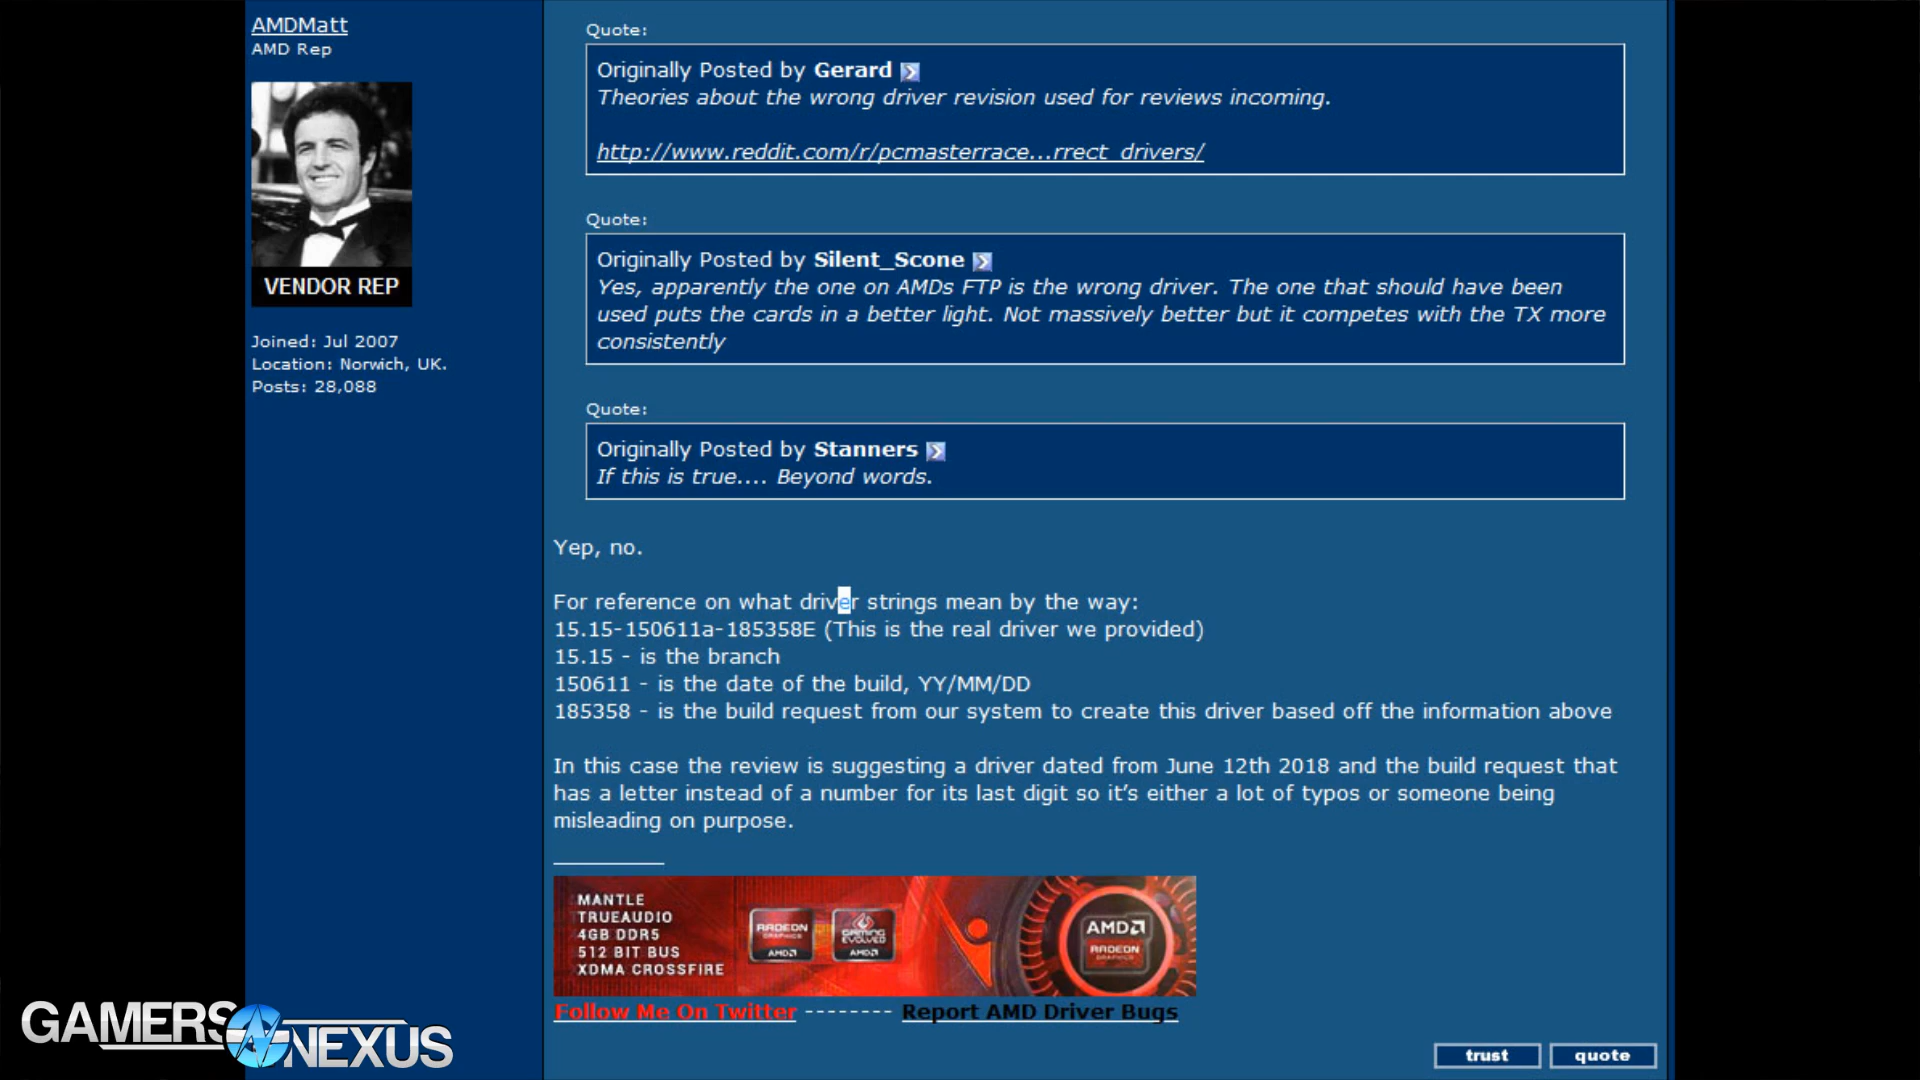 AMDMatt
AMD Rep
VENDOR REP
Joined: Jul 2007
Location: Norwich, UK.
Posts: 28,088
Quote:
Originally Posted by Gerard
Theories about the wrong driver revision used for reviews incoming.
http://www.reddit.com/r/pcmasterrace...rrect_drivers/
Quote:
Originally Posted by Silent_Scone
Yes, apparently the one on AMDs FTP is the wrong driver. The one that should have been
used puts the cards in a better light. Not massively better but it competes with the TX more
consistently
Quote:
Originally Posted by Stanners
If this is true.... Beyond words.
Yep, no.
For reference on what driver strings mean by the way:
15.15-150611a-185358E (This is the real driver we provided)
15.15 - is the branch
150611 - is the date of the build, YY/MM/DD
185358 - is the build request from our system to create this driver based off the information above
In this case the review is suggesting a driver dated from June 12th 2018 and the build request that
has a letter instead of a number for its last digit so it's either a lot of typos or someone being
misleading on purpose.
MANTLE
TRUEAUDIO
4GB DDR5
512 BIT BUS
XDMA CROSSFIRE
RADEON
GRAPHICS
AMD
GAMING
EVOLVED
AMD
AMD
RADEON
GRAPHICS
Follow Me On Twitter -------- Report AMD Driver Bugs
trust quote
GAMERS
NEXUS